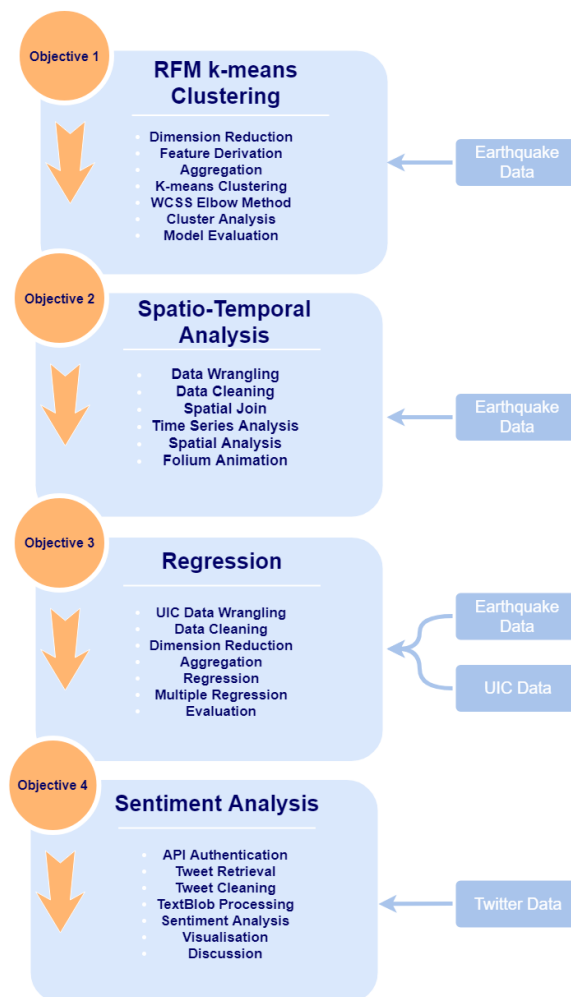 Objective 1
RFM k-means
Clustering
Dimension Reduction
Feature Derivation
Aggregation
K-means Clustering
WCSS Elbow Method
Cluster Analysis
Model Evaluation
Earthquake
Data
Objective 2
Spatio-Temporal
Analysis
Data Wrangling
Data Cleaning
Spatial Join
Time Series Analysis
Spatial Analysis
Folium Animation
Earthquake
Data
Objective 3
Regression
UIC Data Wrangling
Data Cleaning
Dimension Reduction
Aggregation
Regression
Multiple Regression
Evaluation
Earthquake
Data
UIC Data
Objective 4
Sentiment Analysis
API Authentication
Tweet Retrieval
Tweet Cleaning
TextBlob Processing
Sentiment Analysis
Visualisation
Discussion
Twitter Data